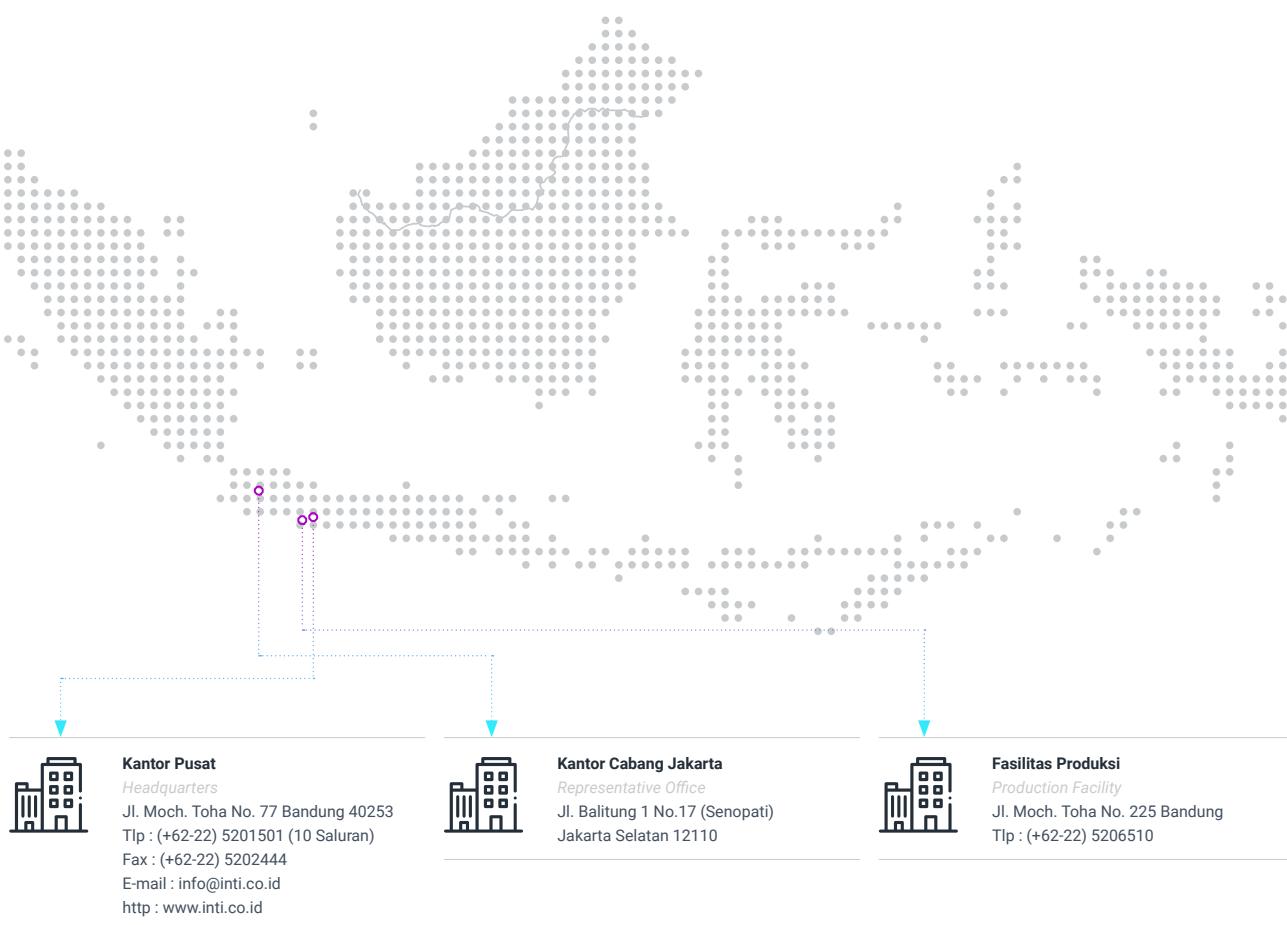 Kantor Pusat
Headquarters
Jl. Moch. Toha No. 77 Bandung 40253
Tlp : (+62-22) 5201501 (10 Saluran)
Fax : (+62-22) 5202444
E-mail : info@inti.co.id
http : www.inti.co.id
Kantor Cabang Jakarta
Representative Office
Jl. Balitung 1 No.17 (Senopati)
Jakarta Selatan 12110
Fasilitas Produksi
Production Facility
Jl. Moch. Toha No. 225 Bandung
Tlp : (+62-22) 5206510